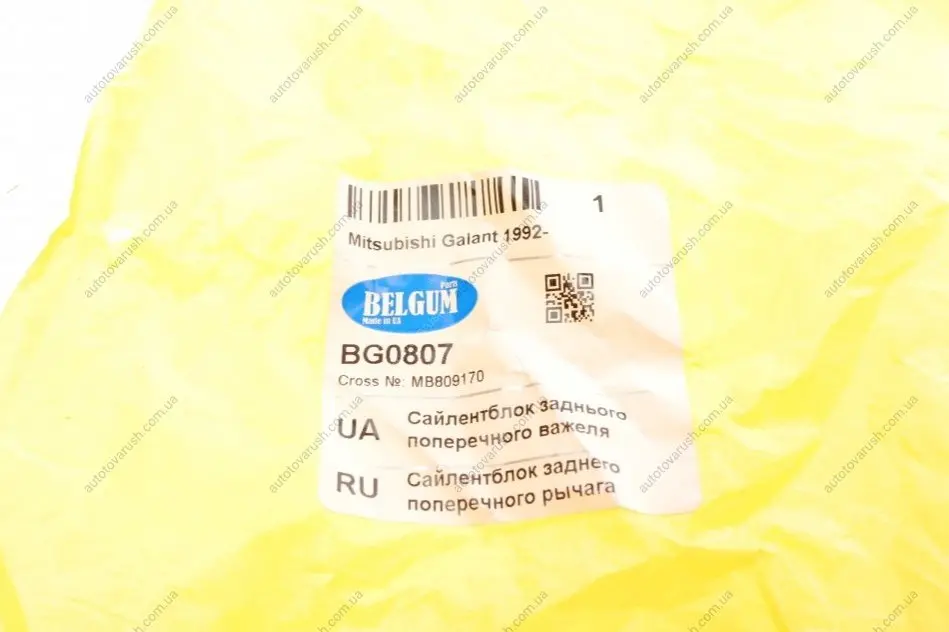 1
Mitsubishi Galant 1992-
Parts
BELGUM
Made in EA
BG0807
Cross №: MB809170
UA
Сайлентблок заднього
поперечного важеля
RU
Сайлентблок заднего
поперечного рычага
autotovarush.com.ua